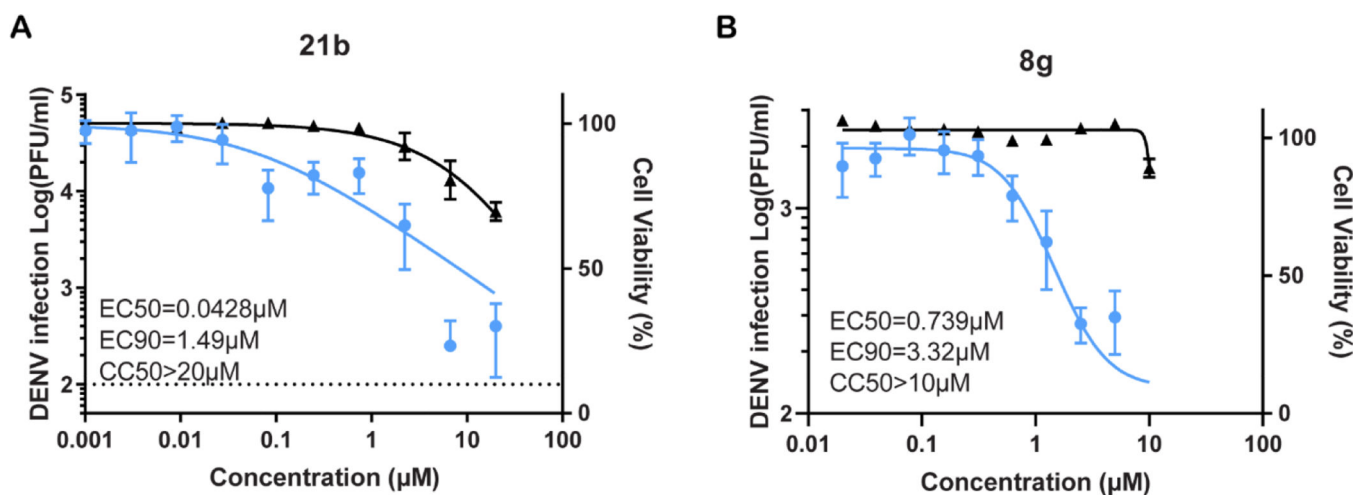 A
21b
DENV infection Log(PFU/ml)
5
4
3
2
EC50=0.0428µM
EC90=1.49µM
CC50>20µM
100
50
0
Cell Viability (%)
0.001 0.01 0.1 1 10 100
Concentration (µM)
B
8g
DENV infection Log(PFU/ml)
3
2
EC50=0.739µM
EC90=3.32µM
CC50>10µM
100
50
0
Cell Viability (%)
0.01 0.1 1 10 100
Concentration (µM)